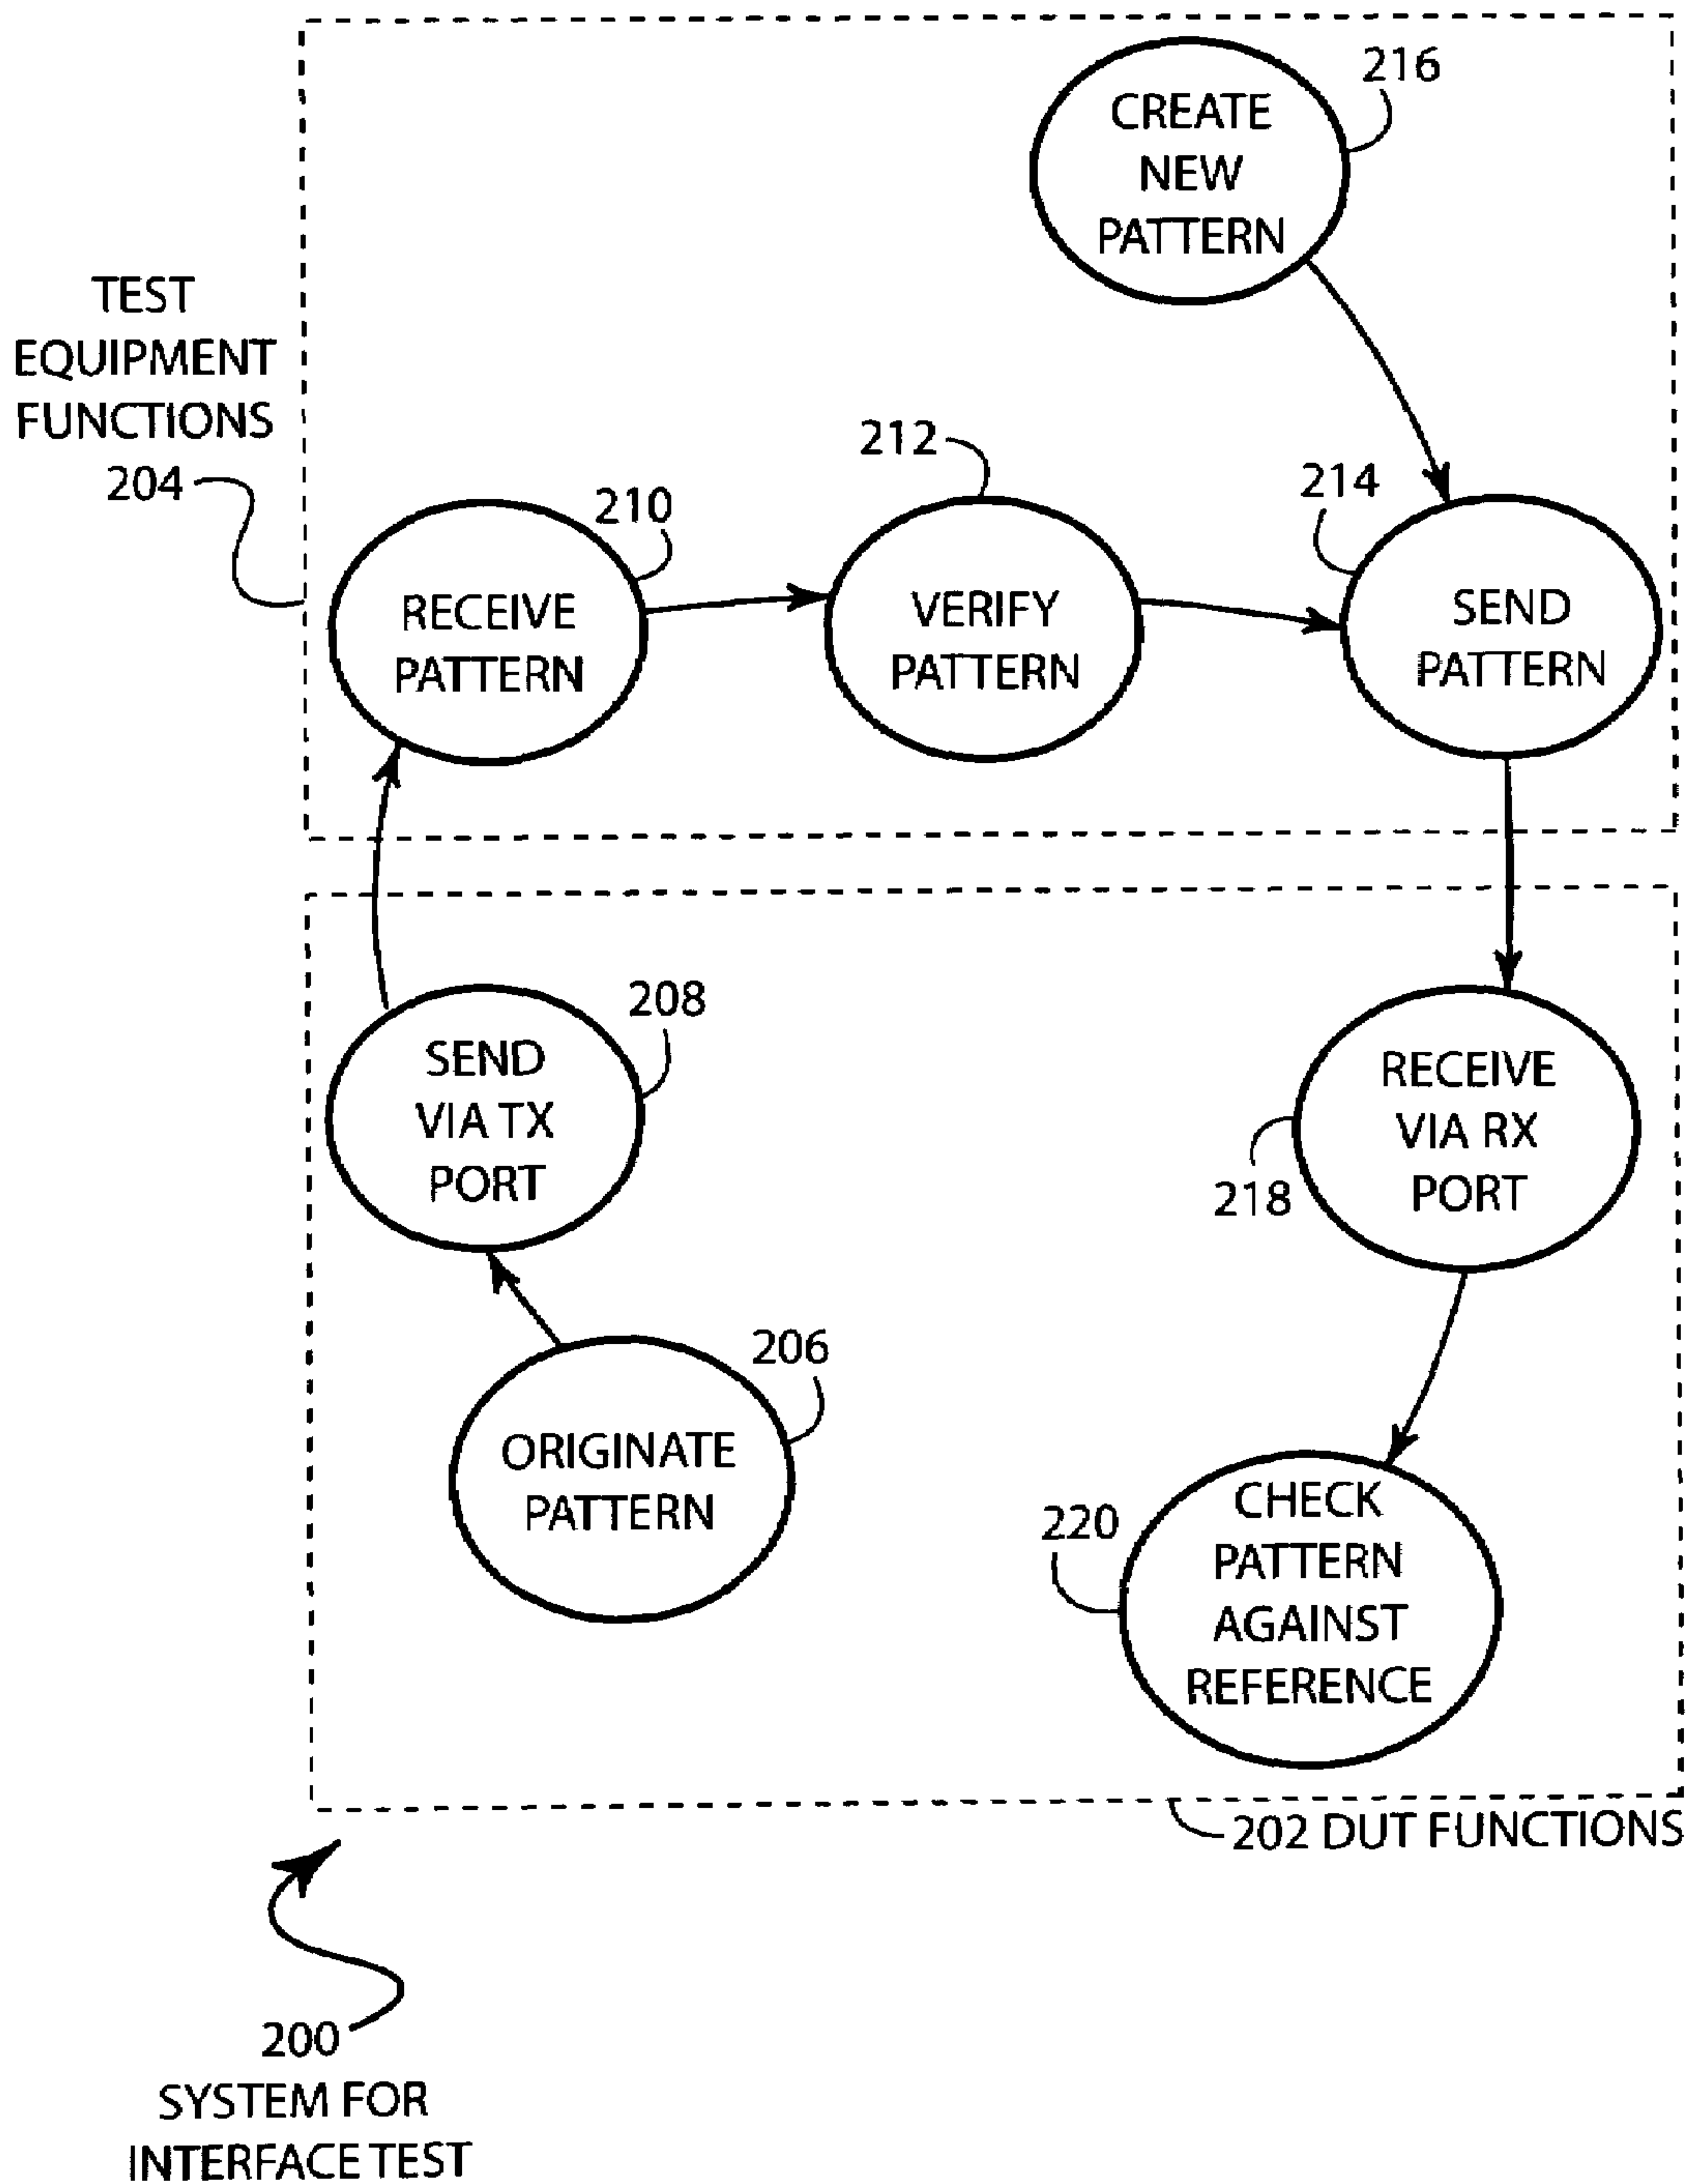 216
CREATE
NEW
PATTERN
TEST
EQUIPMENT
FUNCTIONS
204
210
RECEIVE
PATTERN
212
VERIFY
PATTERN
214
SEND
PATTERN
208
SEND
VIA TX
PORT
218
RECEIVE
VIA RX
PORT
206
ORIGINATE
PATTERN
220
CHECK
PATTERN
AGAINST
REFERENCE
202 DUT FUNCTIONS
200
SYSTEM FOR
INTERFACE TEST